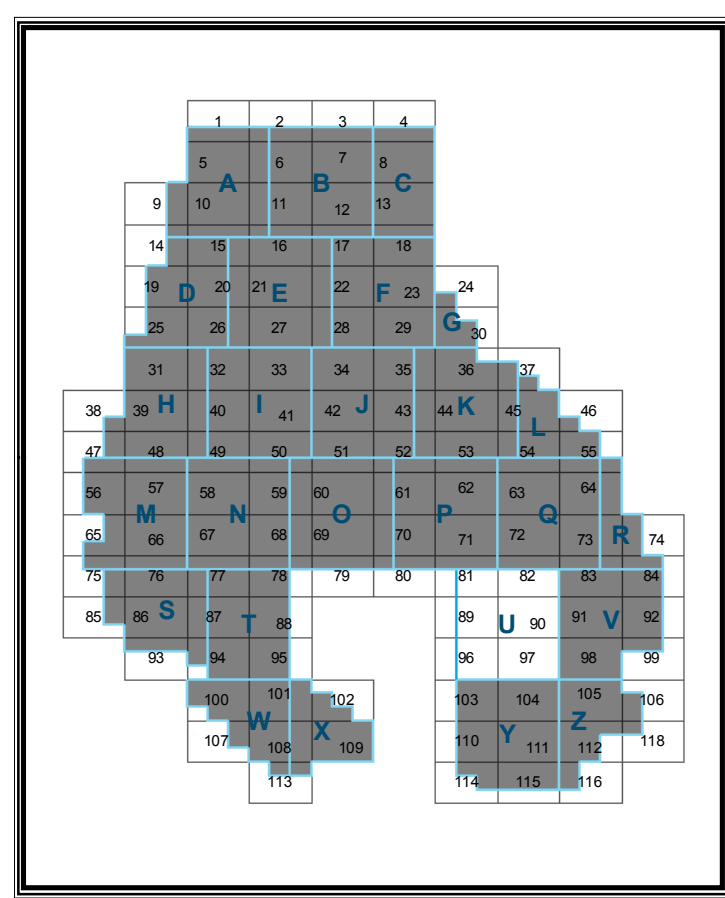 1 2 3 4
5 6 7 8
A B C
9 10 11 12 13
14 15 16 17 18
19 D 20 21 E 22 F 23 24
25 26 27 28 29 G 30
31 32 33 34 35 36 37
38 39 H 40 I 41 42 J 43 44 K 45 46
L
47 48 49 50 51 52 53 54 55
56 57 58 59 60 61 62 63 64
M N O P Q
65 66 67 68 69 70 71 72 73 R 74
75 76 77 78 79 80 81 82 83 84
85 86 S 87 T 88 89 U 90 91 V 92
93 94 95 96 97 98 99
100 101 102 103 104 105 106
W X Y Z
107 108 109 110 111 112 118
113 114 115 116